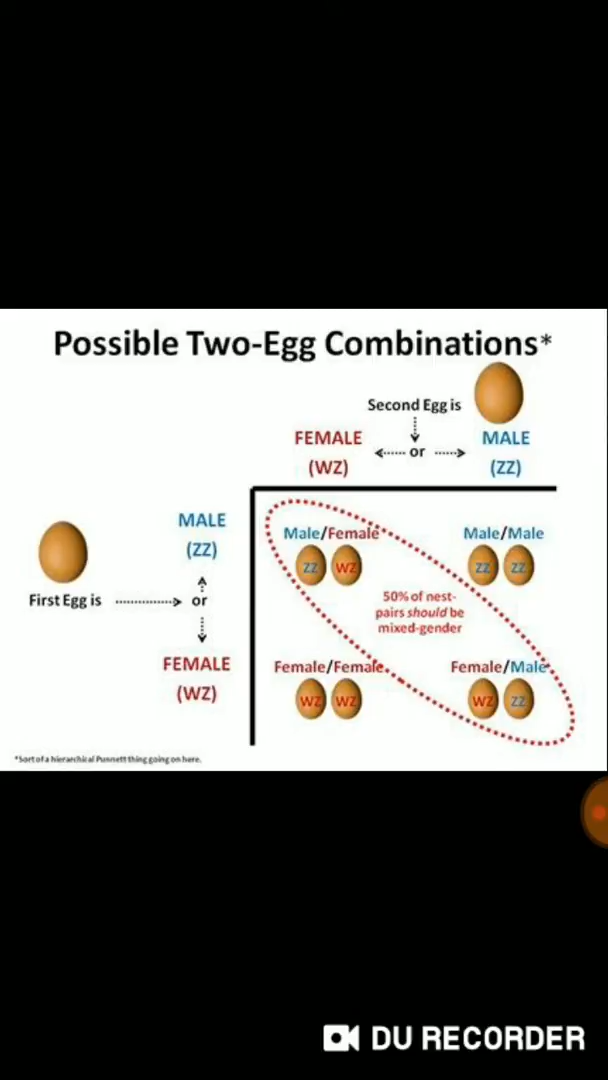 Possible Two-Egg Combinations*
Second Egg is
FEMALE
(WZ)
or
MALE
(ZZ)
MALE
(ZZ)
First Egg is
or
FEMALE
(WZ)
Male/Female
ZZ WZ
Male/Male
ZZ ZZ
50% of nest-
pairs should be
mixed-gender
Female/Female
WZ WZ
Female/Male
WZ ZZ
*Sort of a hierarchical Punnett thing going on here.
DU RECORDER